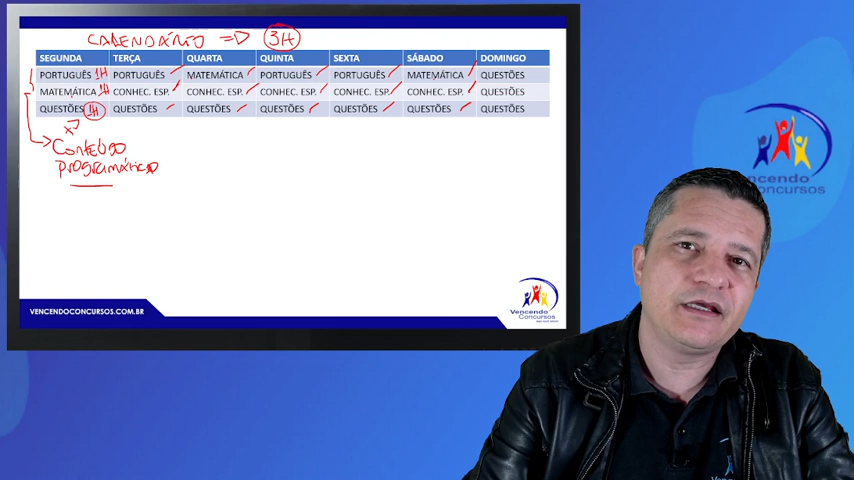 CALENDÁRIO => 3H
SEGUNDA TERÇA QUARTA QUINTA SEXTA SÁBADO DOMINGO
PORTUGUÊS 1H PORTUGUÊS MATEMÁTICA PORTUGUÊS PORTUGUÊS MATEMÁTICA QUESTÕES
MATEMÁTICA 1H CONHEC. ESP. CONHEC. ESP. CONHEC. ESP. CONHEC. ESP. CONHEC. ESP. QUESTÕES
QUESTÕES 1H QUESTÕES QUESTÕES QUESTÕES QUESTÕES QUESTÕES QUESTÕES
Conteúdo
Programático
Vencendo
Concursos
VENCENDOCONCURSOS.COM.BR
Vencendo
Concursos